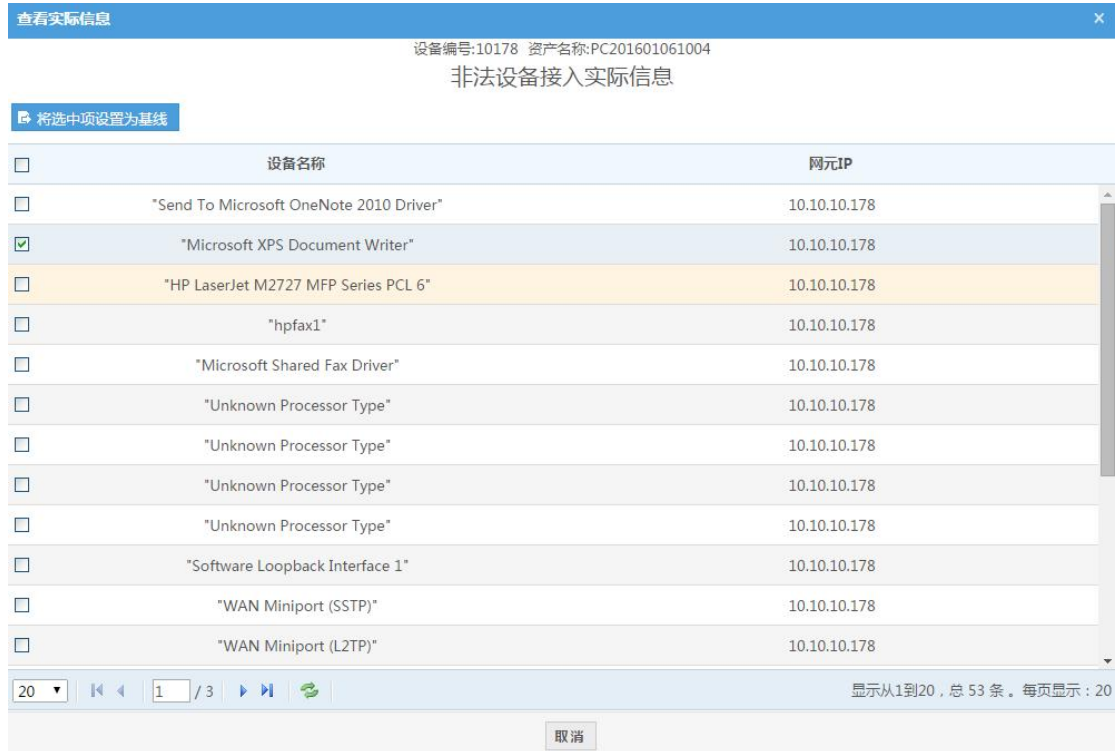 查看实际信息
设备编号:10178 资产名称:PC201601061004
非法设备接入实际信息
将选中项设置为基线
设备名称 网元IP
"Send To Microsoft OneNote 2010 Driver" 10.10.10.178
"Microsoft XPS Document Writer" 10.10.10.178
"HP LaserJet M2727 MFP Series PCL 6" 10.10.10.178
"hpfax1" 10.10.10.178
"Microsoft Shared Fax Driver" 10.10.10.178
"Unknown Processor Type" 10.10.10.178
"Unknown Processor Type" 10.10.10.178
"Unknown Processor Type" 10.10.10.178
"Unknown Processor Type" 10.10.10.178
"Software Loopback Interface 1" 10.10.10.178
"WAN Miniport (SSTP)" 10.10.10.178
"WAN Miniport (L2TP)" 10.10.10.178
20 1 / 3 显示从1到20，总 53 条 。每页显示：20
取消